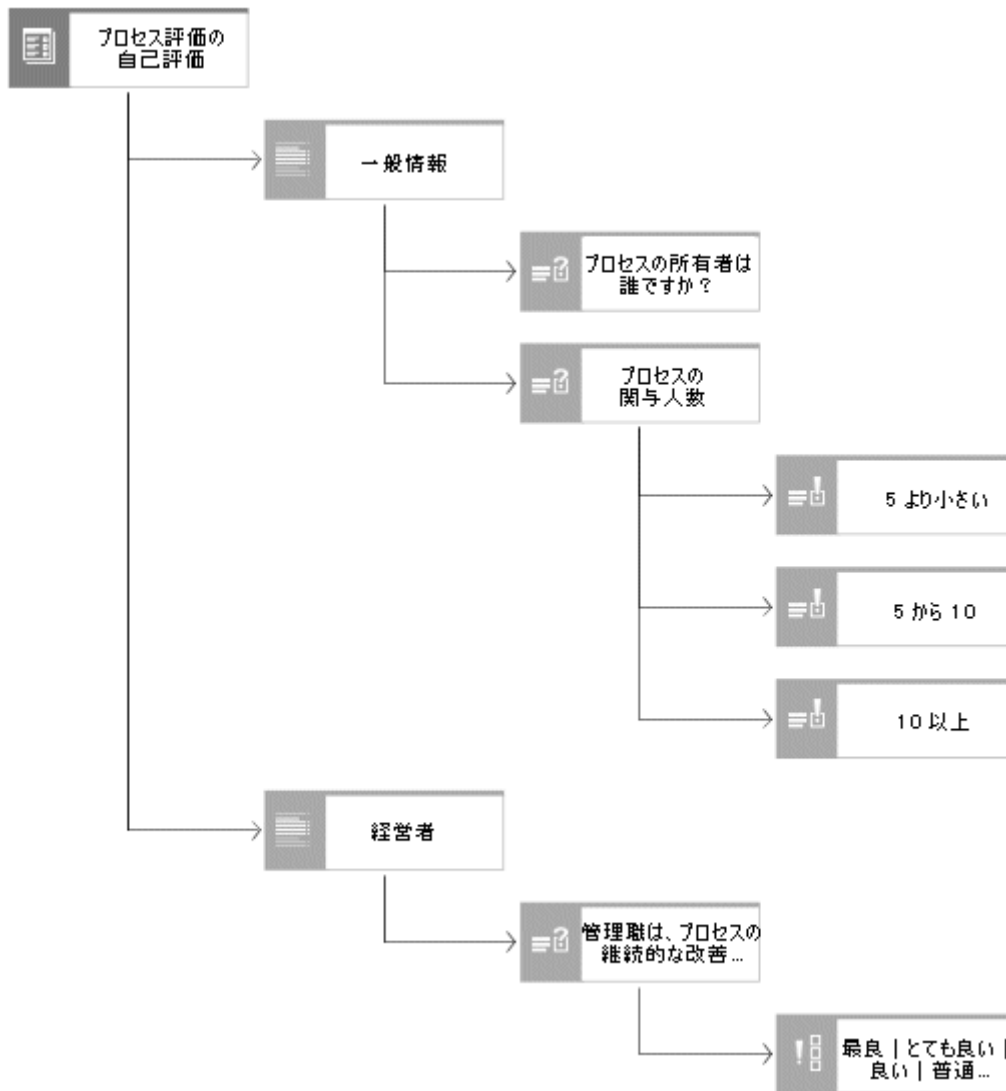 プロセス評価の
自己評価
一般情報
プロセスの所有者は
誰ですか?
プロセスの
関与人数
5 より小さい
5 から 10
10 以上
経営者
管理職は、プロセスの
継続的な改善...
最良 | とても良い |
良い | 普通...